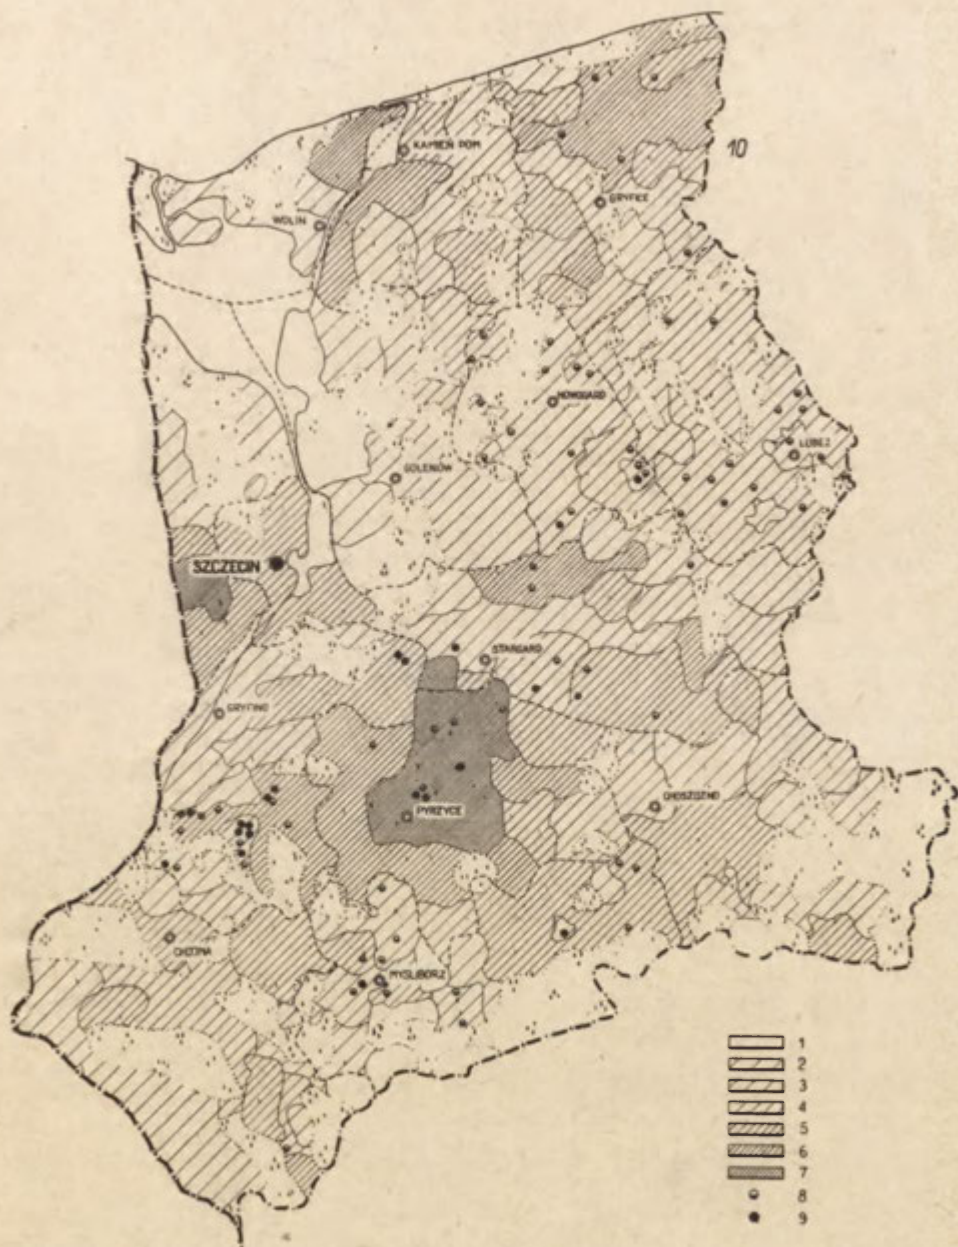 KAMIEŃ POM
10
GRYFICE
WOLIN
NOWOGARD
ŁOBEZ
GOLENIÓW
SZCZECIN
STARGARD
GRYFINO
CHOSZCZNO
PYRZYCE
CHOJNA
MYŚLIBÓRZ
1
2
3
4
5
6
7
8
9